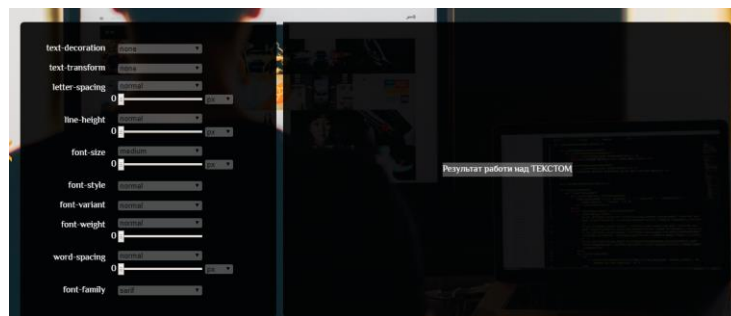 text-decoration none
text-transform none
letter-spacing normal
0 px
line-height normal
0 px
font-size medium
0 px
font-style normal
font-variant normal
font-weight normal
0
word-spacing normal
0 px
font-family serif
Результат работи над ТЕКСТОМ